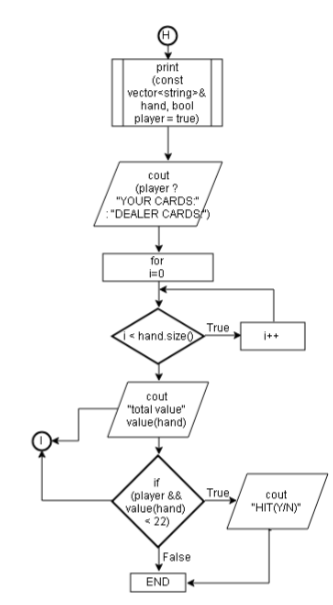 H
print
(const
vector<string>&
hand, bool
player = true)
cout
(player ?
"YOUR CARDS:"
: "DEALER CARDS:")
for
i=0
i < hand.size()
True
i++
cout
"total value"
value(hand)
I
if
(player &&
value(hand)
< 22)
True
cout
"HIT(Y/N)"
False
END